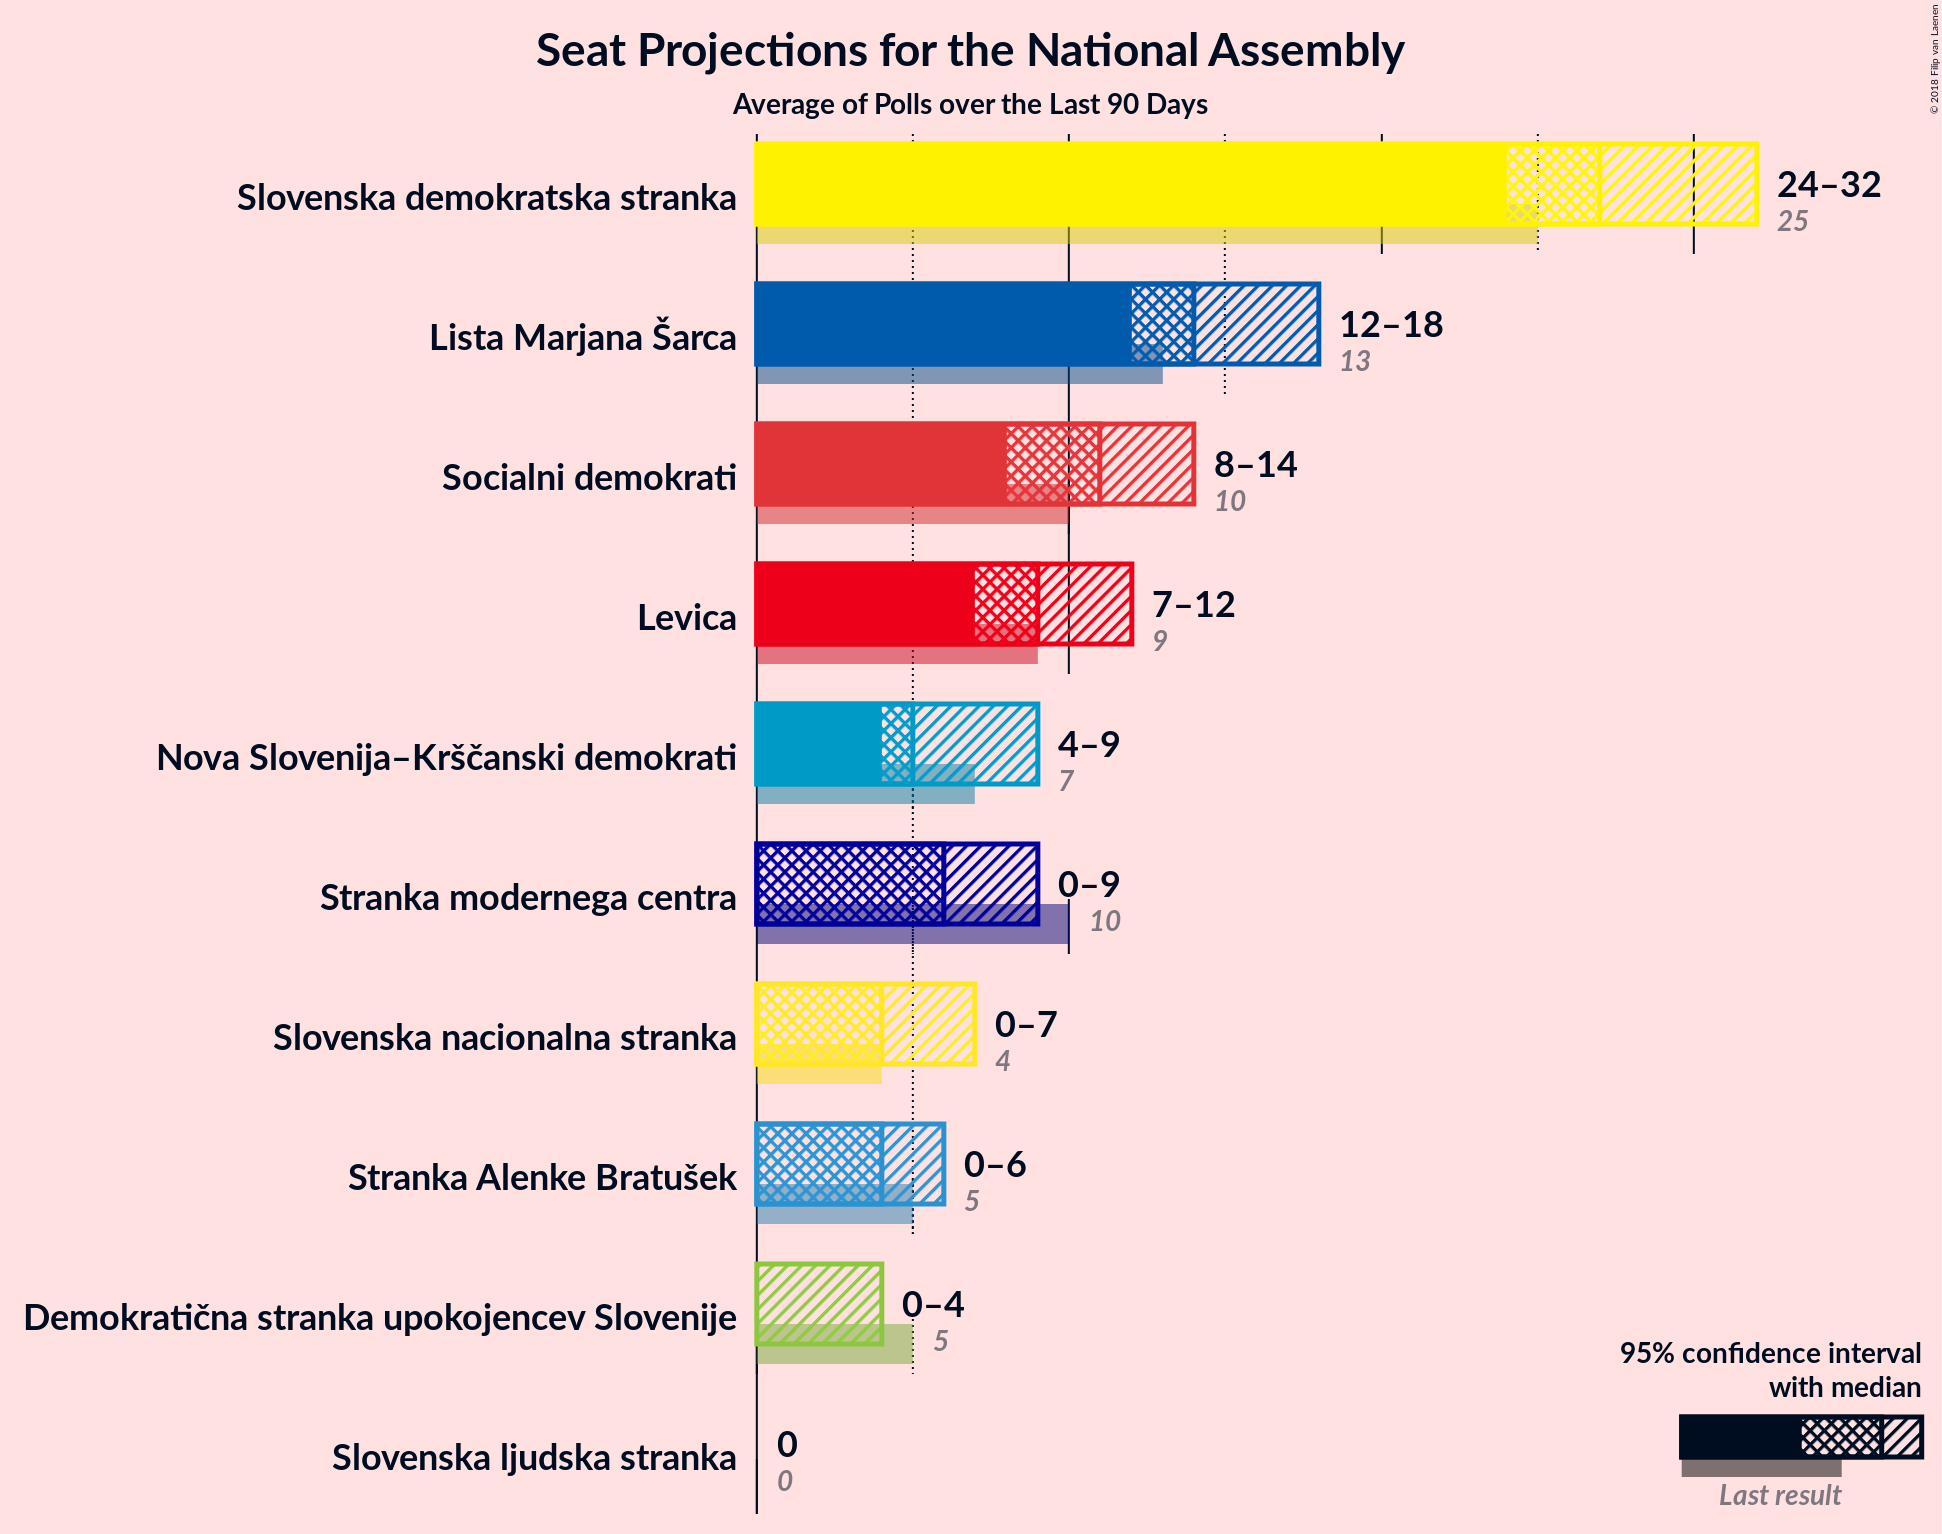 Seat Projections for the National Assembly
Average of Polls over the Last 90 Days
© 2018 Filip van Laenen
Slovenska demokratska stranka
24–32
25
Lista Marjana Šarca
12–18
13
Socialni demokrati
8–14
10
Levica
7–12
9
Nova Slovenija–Krščanski demokrati
4–9
7
Stranka modernega centra
0–9
10
Slovenska nacionalna stranka
0–7
4
Stranka Alenke Bratušek
0–6
5
Demokratična stranka upokojencev Slovenije
0–4
5
Slovenska ljudska stranka
0
0
95% confidence interval
with median
Last result